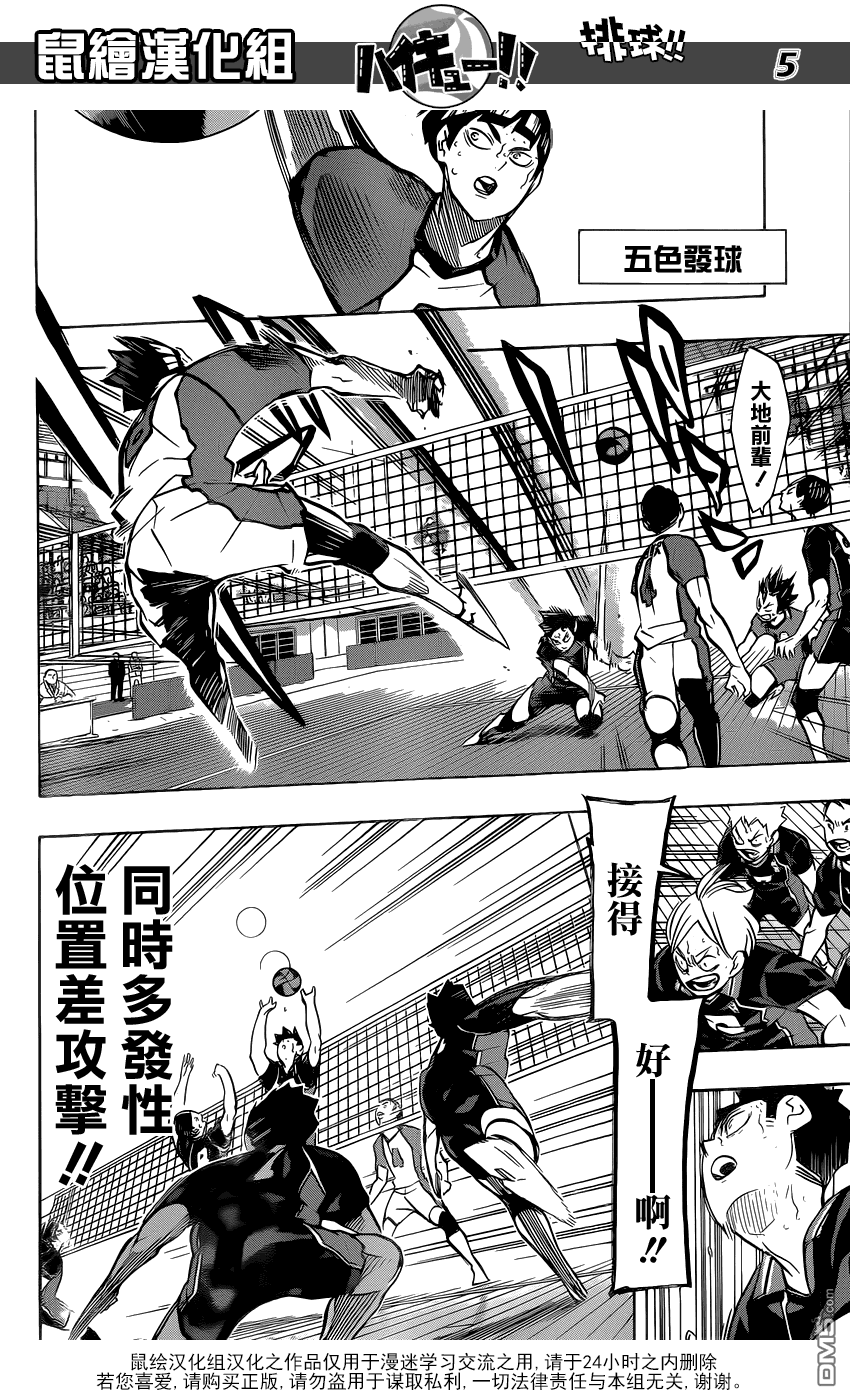 鼠繪漢化組
ハイキュー!!
排球!!
5
五色發球
大地前輩！
接得
好——啊!!
同時多發性
位置差攻擊!!
鼠绘汉化组汉化之作品仅用于漫迷学习交流之用, 请于24小时之内删除
若您喜爱, 请购买正版, 请勿盗用于谋取私利, 一切法律责任与本组无关, 谢谢。
DM5.com